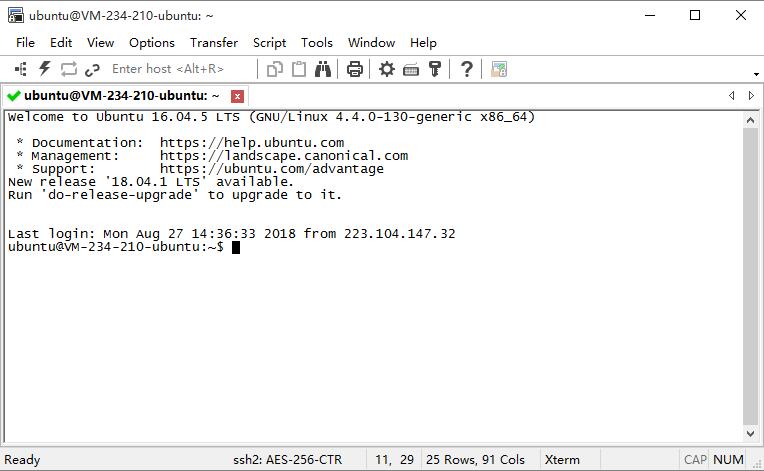 ubuntu@VM-234-210-ubuntu: ~
File Edit View Options Transfer Script Tools Window Help
Enter host <Alt+R>
ubuntu@VM-234-210-ubuntu: ~
Welcome to Ubuntu 16.04.5 LTS (GNU/Linux 4.4.0-130-generic x86_64)
* Documentation: https://help.ubuntu.com
* Management: https://landscape.canonical.com
* Support: https://ubuntu.com/advantage
New release '18.04.1 LTS' available.
Run 'do-release-upgrade' to upgrade to it.
Last login: Mon Aug 27 14:36:33 2018 from 223.104.147.32
ubuntu@VM-234-210-ubuntu:~$
Ready ssh2: AES-256-CTR 11, 29 25 Rows, 91 Cols Xterm CAP NUM